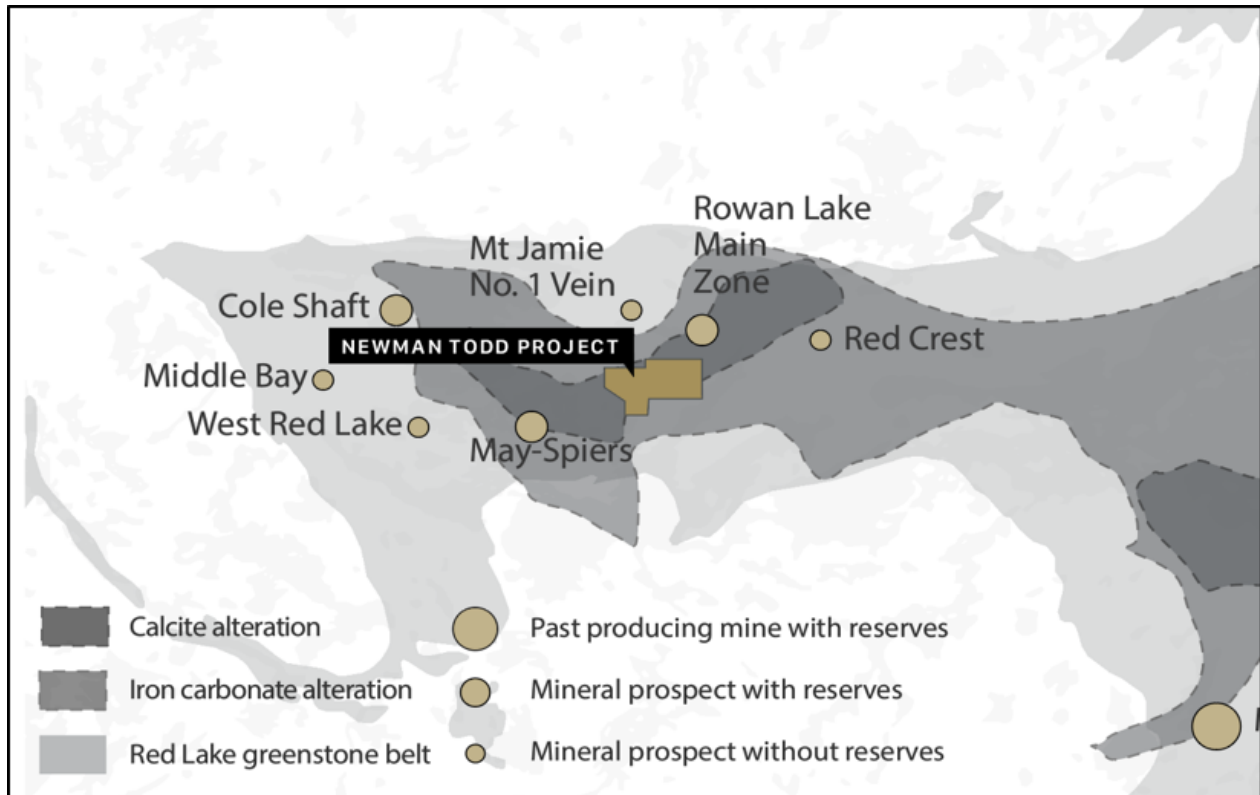 Rowan Lake
Main
Zone
Mt Jamie
No. 1 Vein
Cole Shaft
NEWMAN TODD PROJECT
Red Crest
Middle Bay
West Red Lake
May-Spiers
Calcite alteration
Past producing mine with reserves
Iron carbonate alteration
Mineral prospect with reserves
Red Lake greenstone belt
Mineral prospect without reserves